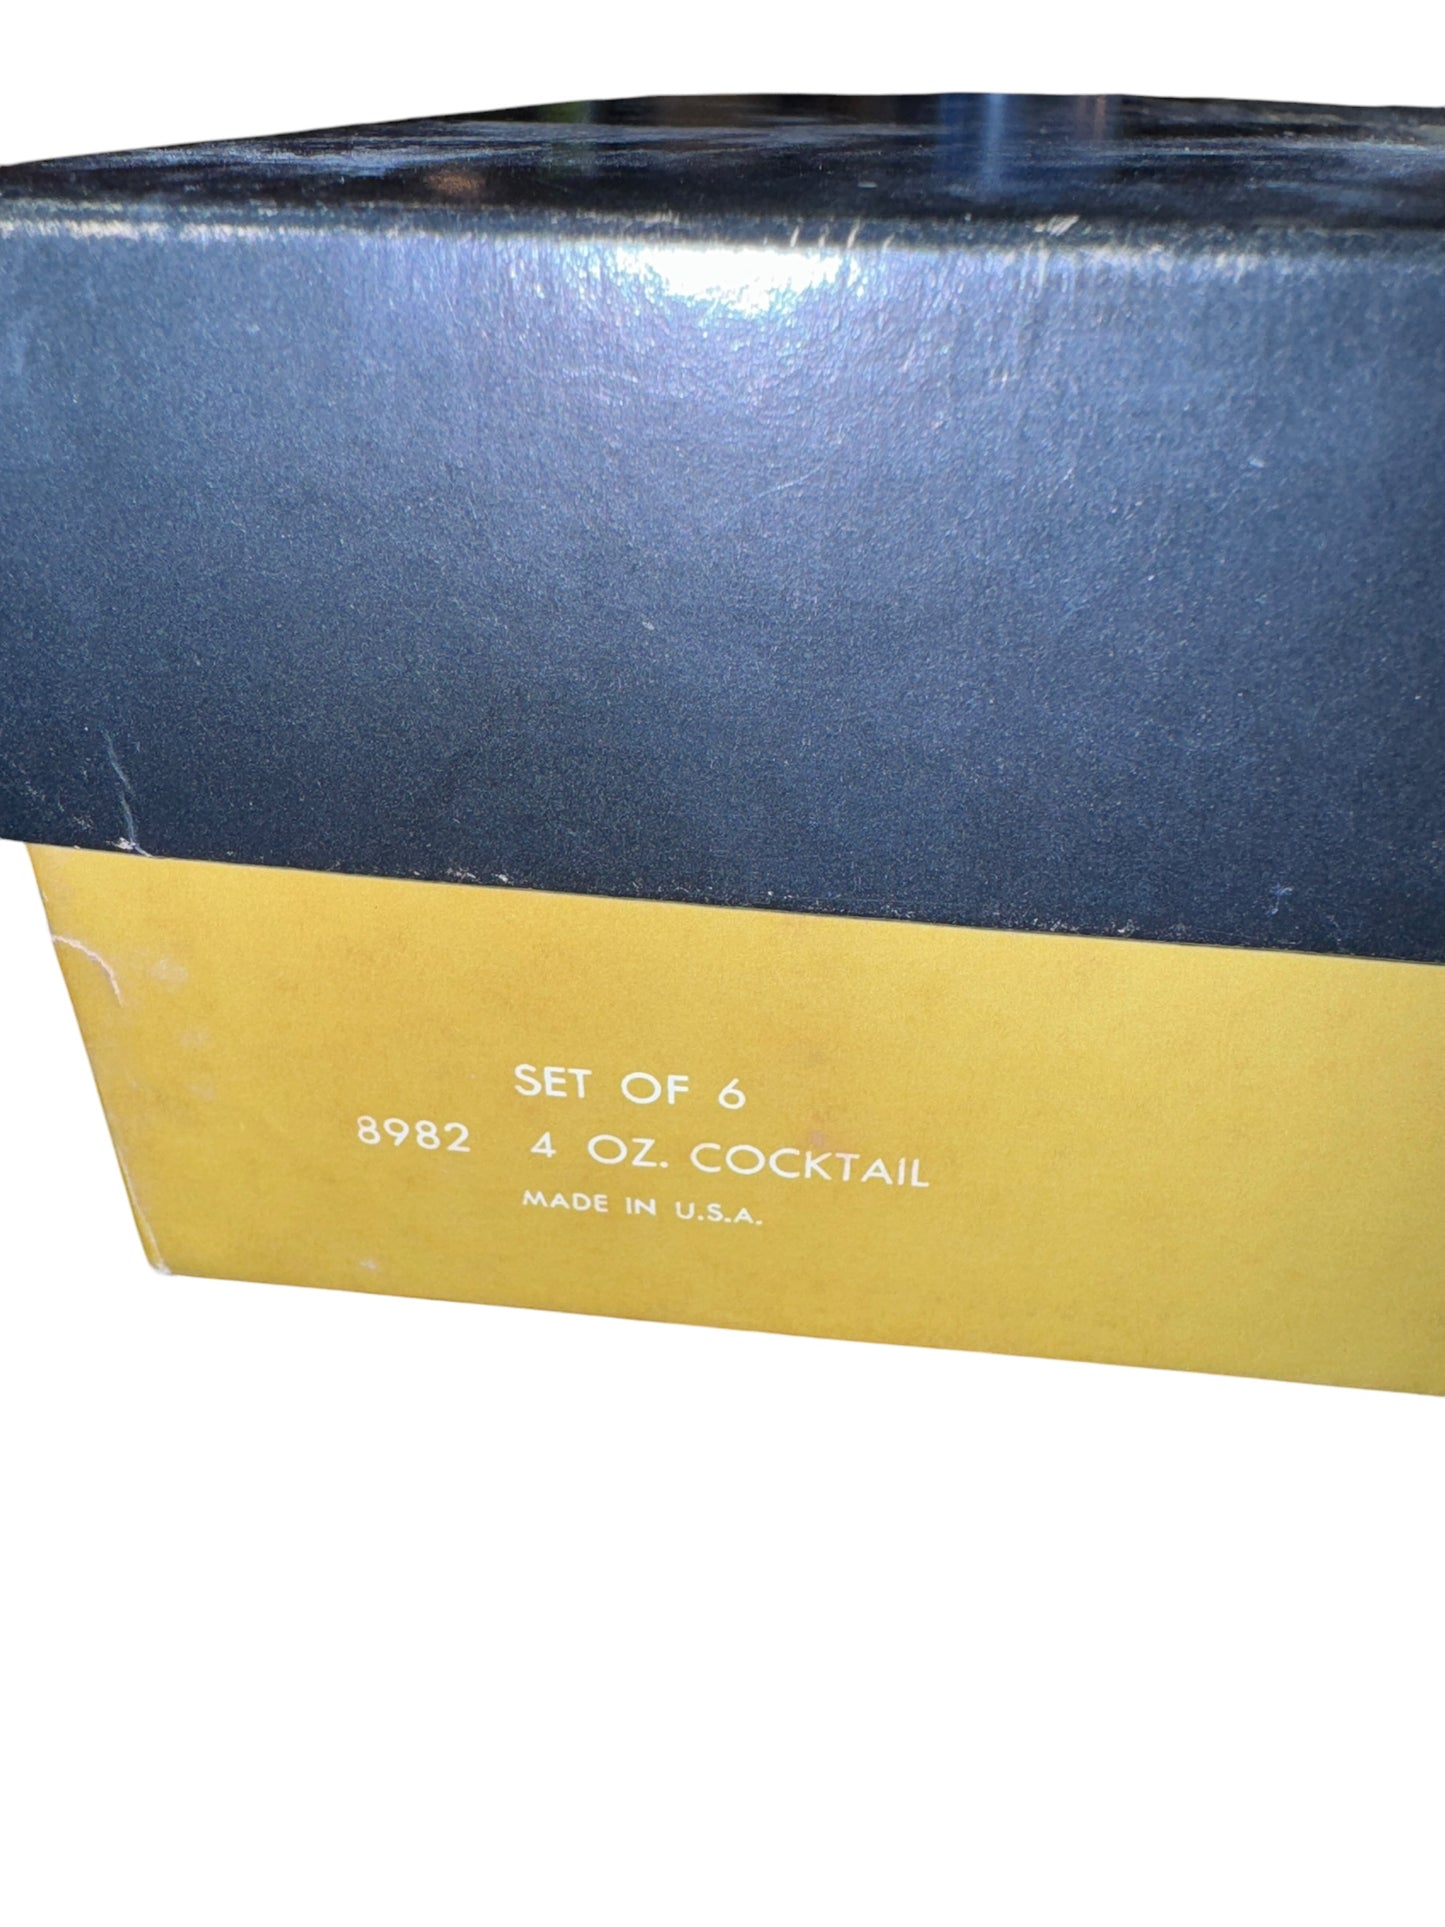 SET OF 6
8982 4 OZ. COCKTAIL
MADE IN U.S.A.